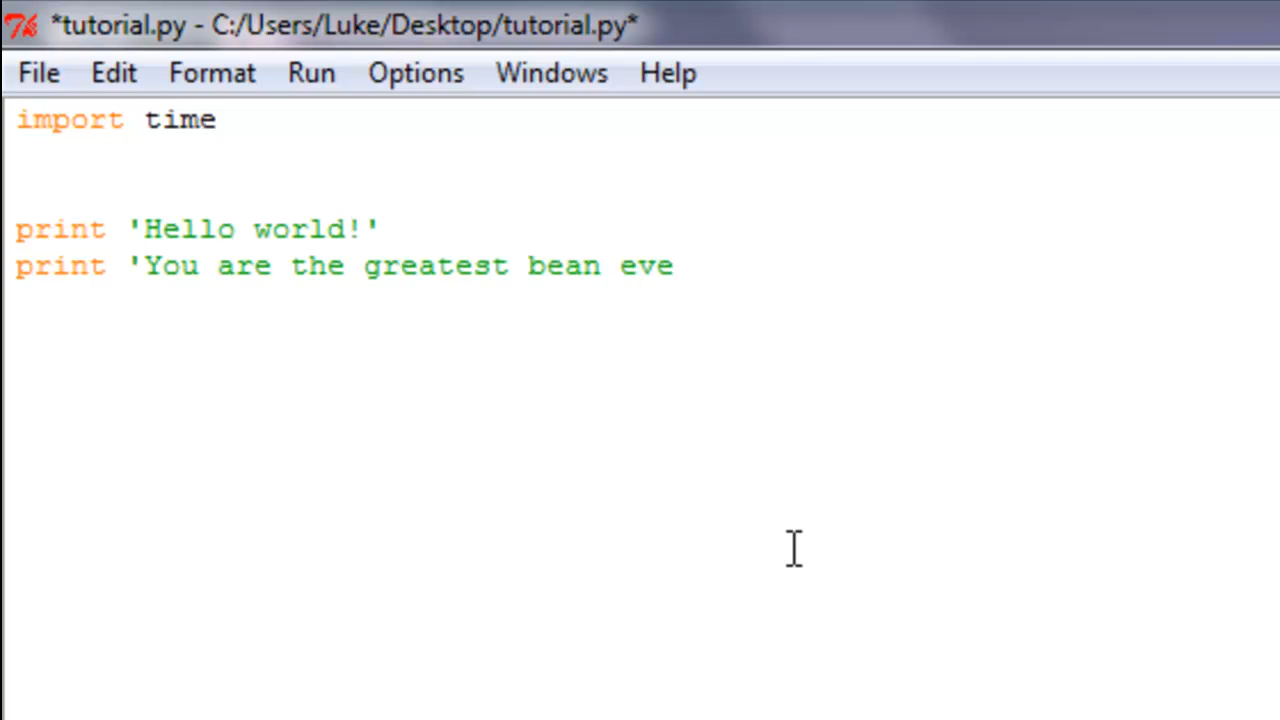 *tutorial.py - C:/Users/Luke/Desktop/tutorial.py*
File Edit Format Run Options Windows Help
import time
print 'Hello world!'
print 'You are the greatest bean eve